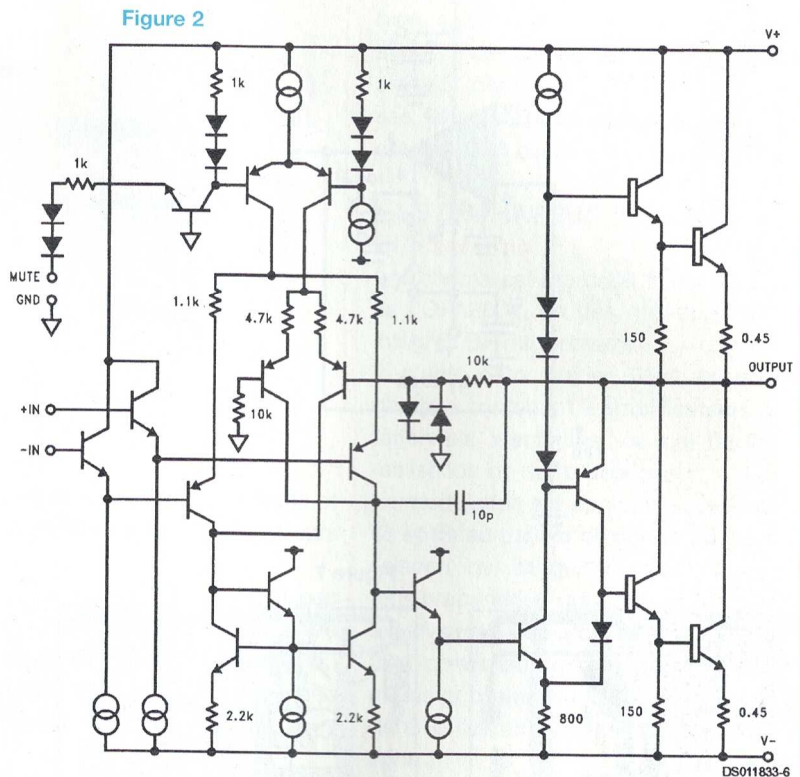 Figure 2
V+
1k
1k
1k
MUTE
GND
1.1k
4.7k
4.7k
1.1k
150
0.45
10k
OUTPUT
+IN
10k
-IN
10p
2.2k
2.2k
800
150
0.45
V-
DS011833-6